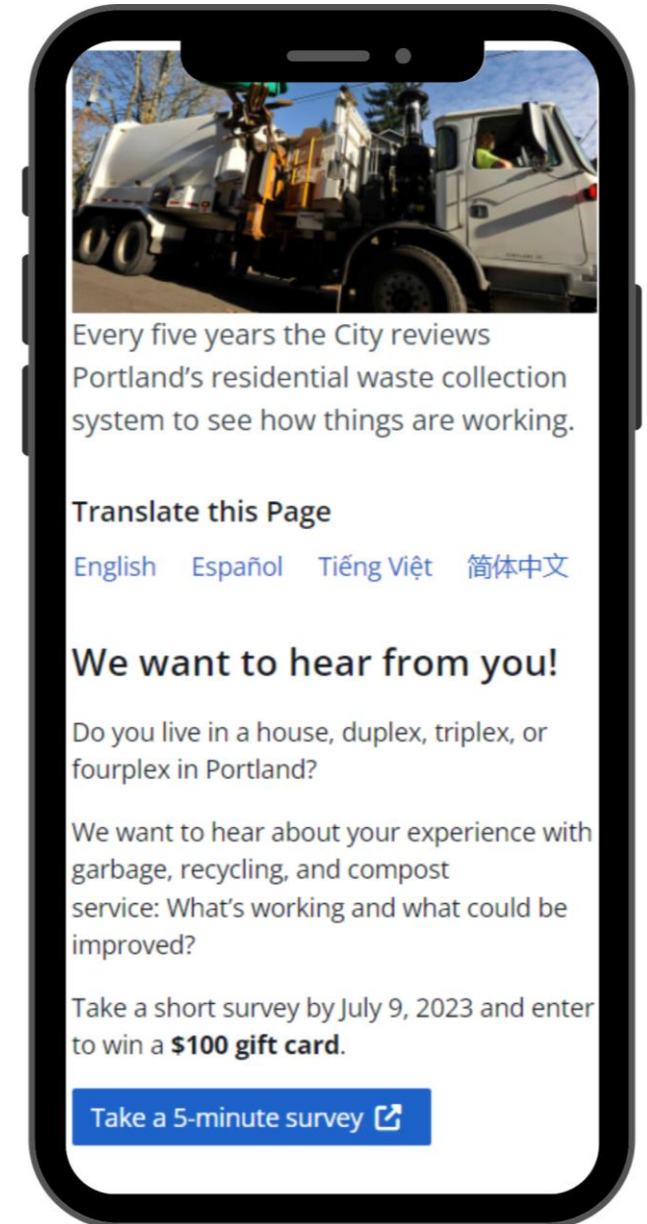 Every five years the City reviews
Portland’s residential waste collection
system to see how things are working.
Translate this Page
English Español Tiếng Việt 简体中文
We want to hear from you!
Do you live in a house, duplex, triplex, or
fourplex in Portland?
We want to hear about your experience with
garbage, recycling, and compost
service: What’s working and what could be
improved?
Take a short survey by July 9, 2023 and enter
to win a $100 gift card.
Take a 5-minute survey